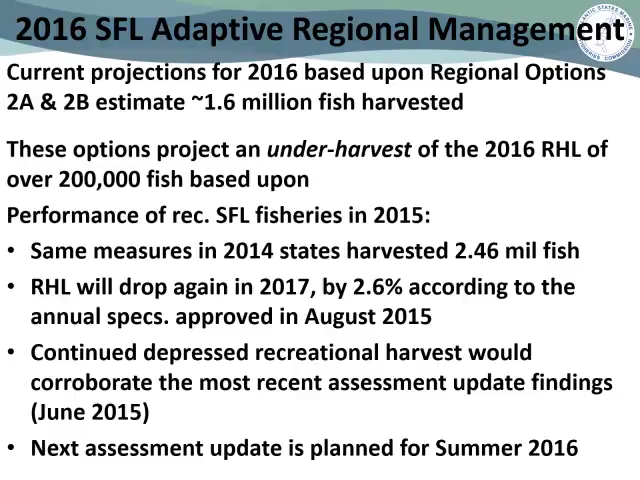 2016 SFL Adaptive Regional Management
Current projections for 2016 based upon Regional Options
2A & 2B estimate ~1.6 million fish harvested
These options project an under-harvest of the 2016 RHL of
over 200,000 fish based upon
Performance of rec. SFL fisheries in 2015:
• Same measures in 2014 states harvested 2.46 mil fish
• RHL will drop again in 2017, by 2.6% according to the
annual specs. approved in August 2015
• Continued depressed recreational harvest would
corroborate the most recent assessment update findings
(June 2015)
• Next assessment update is planned for Summer 2016